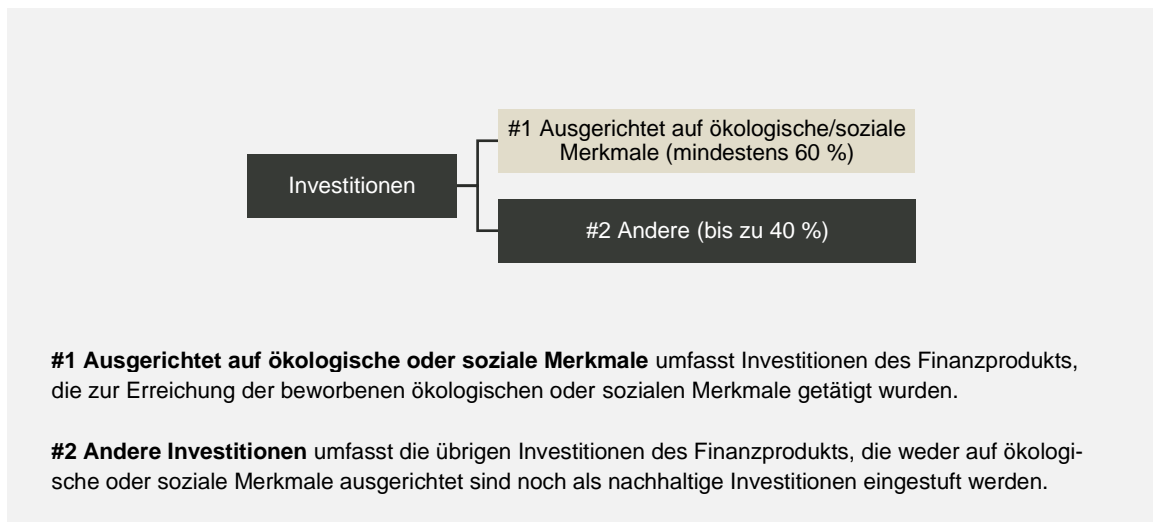 #1 Ausgerichtet auf ökologische/soziale
Merkmale (mindestens 60 %)
Investitionen
#2 Andere (bis zu 40 %)
#1 Ausgerichtet auf ökologische oder soziale Merkmale umfasst Investitionen des Finanzprodukts,
die zur Erreichung der beworbenen ökologischen oder sozialen Merkmale getätigt wurden.
#2 Andere Investitionen umfasst die übrigen Investitionen des Finanzprodukts, die weder auf ökologi-
sche oder soziale Merkmale ausgerichtet sind noch als nachhaltige Investitionen eingestuft werden.